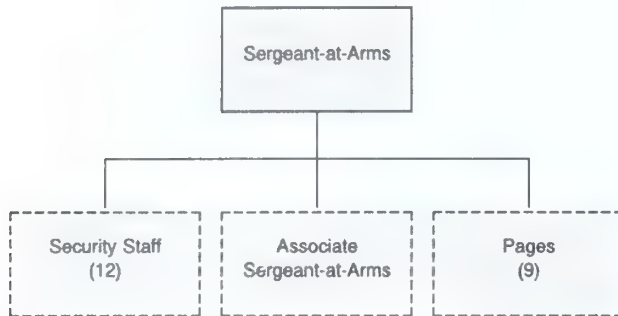 Sergeant-at-Arms
Security Staff
(12)
Associate
Sergeant-at-Arms
Pages
(9)